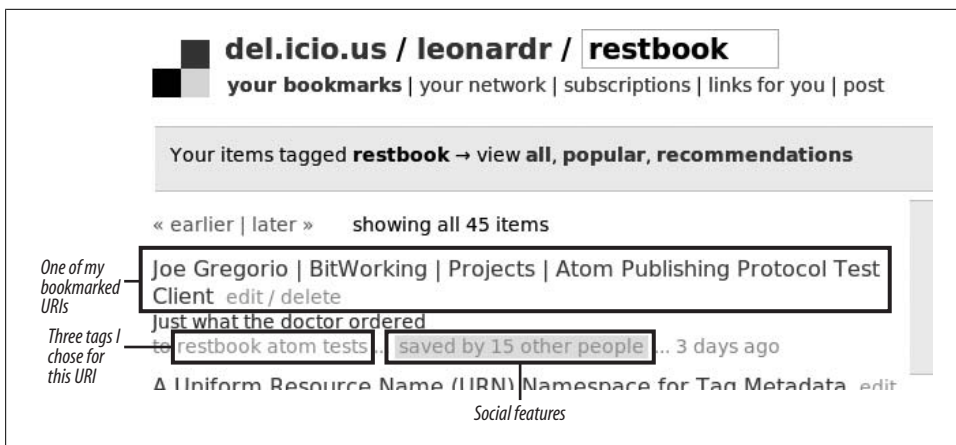 del.icio.us / leonardr / restbook
your bookmarks | your network | subscriptions | links for you | post
Your items tagged restbook → view all, popular, recommendations
« earlier | later » showing all 45 items
One of my
bookmarked
URIs
Joe Gregorio | BitWorking | Projects | Atom Publishing Protocol Test
Client edit / delete
Just what the doctor ordered
Three tags I
chose for
this URI
to restbook atom tests ... saved by 15 other people ... 3 days ago
A Uniform Resource Name (URN) Namespace for Tag Metadata edit
Social features